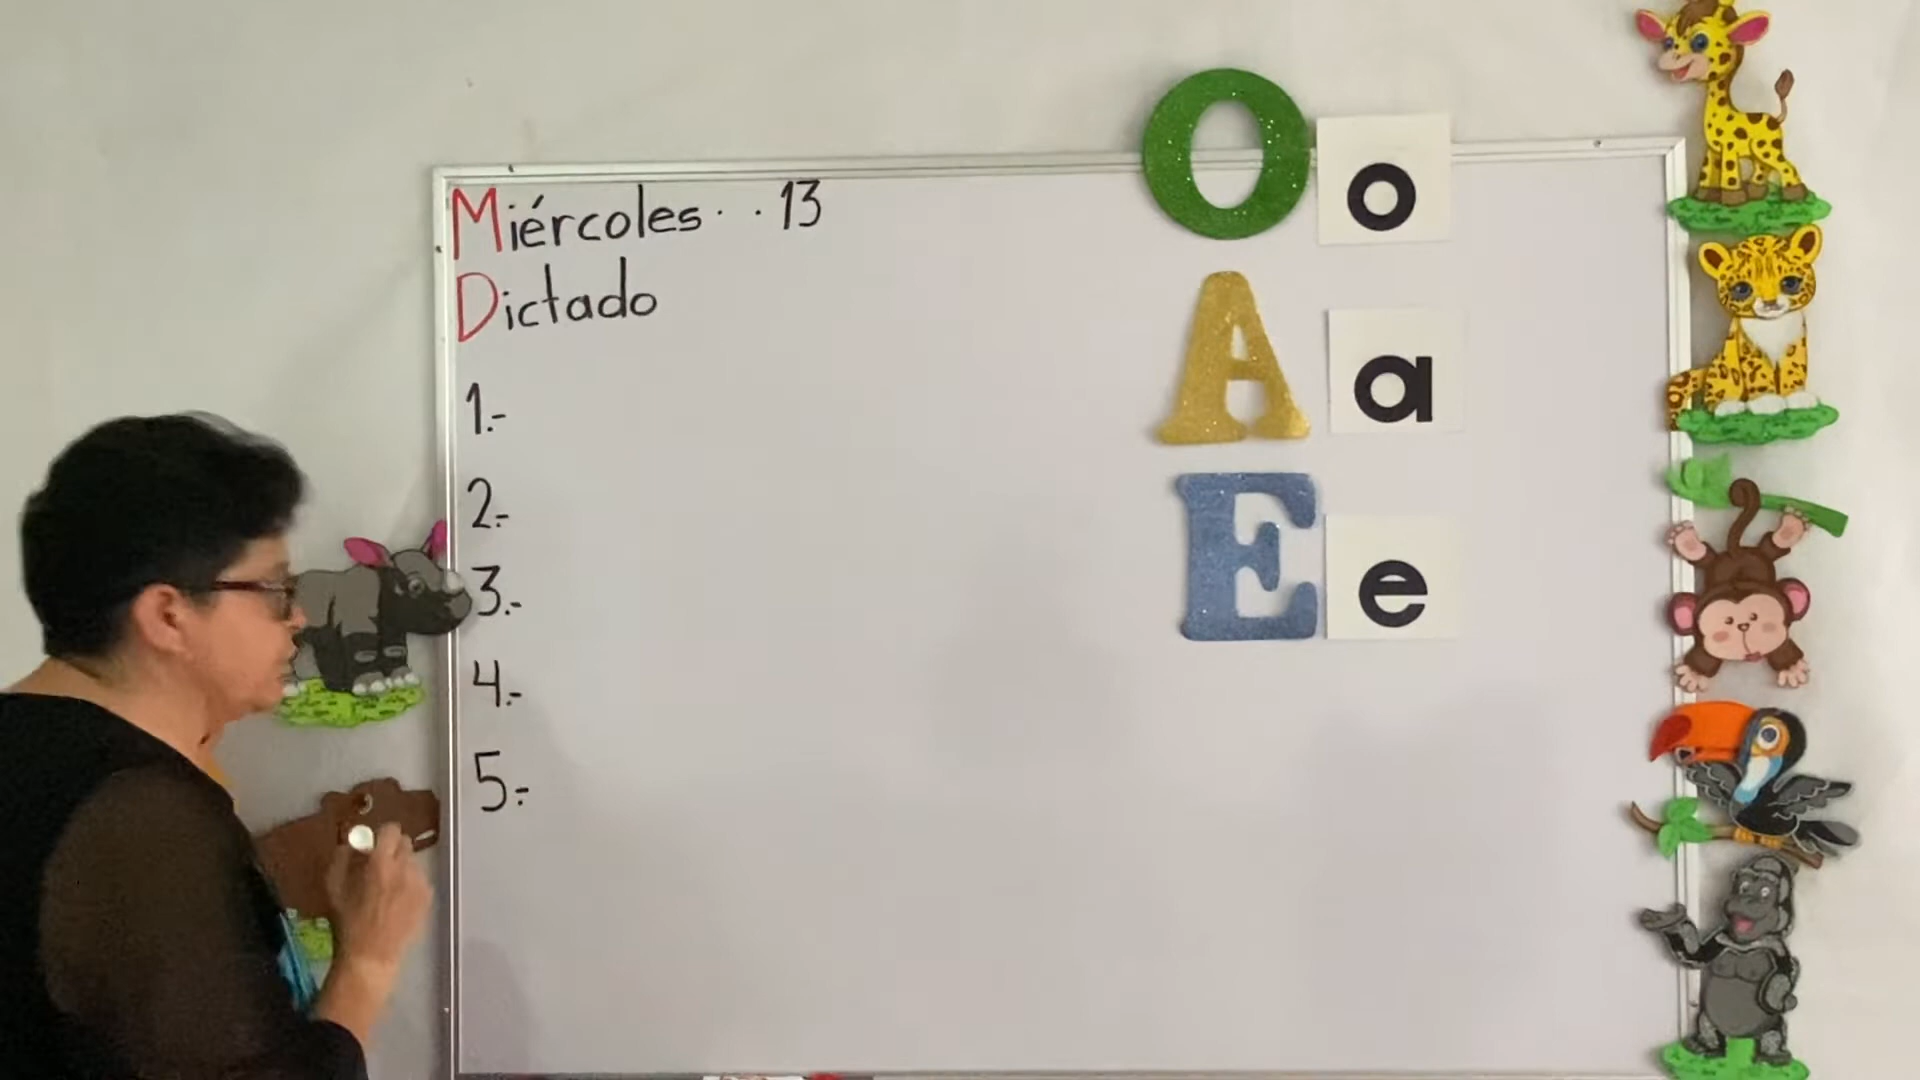 Miércoles · · 13
Dictado
1.-
2.-
3.-
4.-
5.-
O o
A a
E e